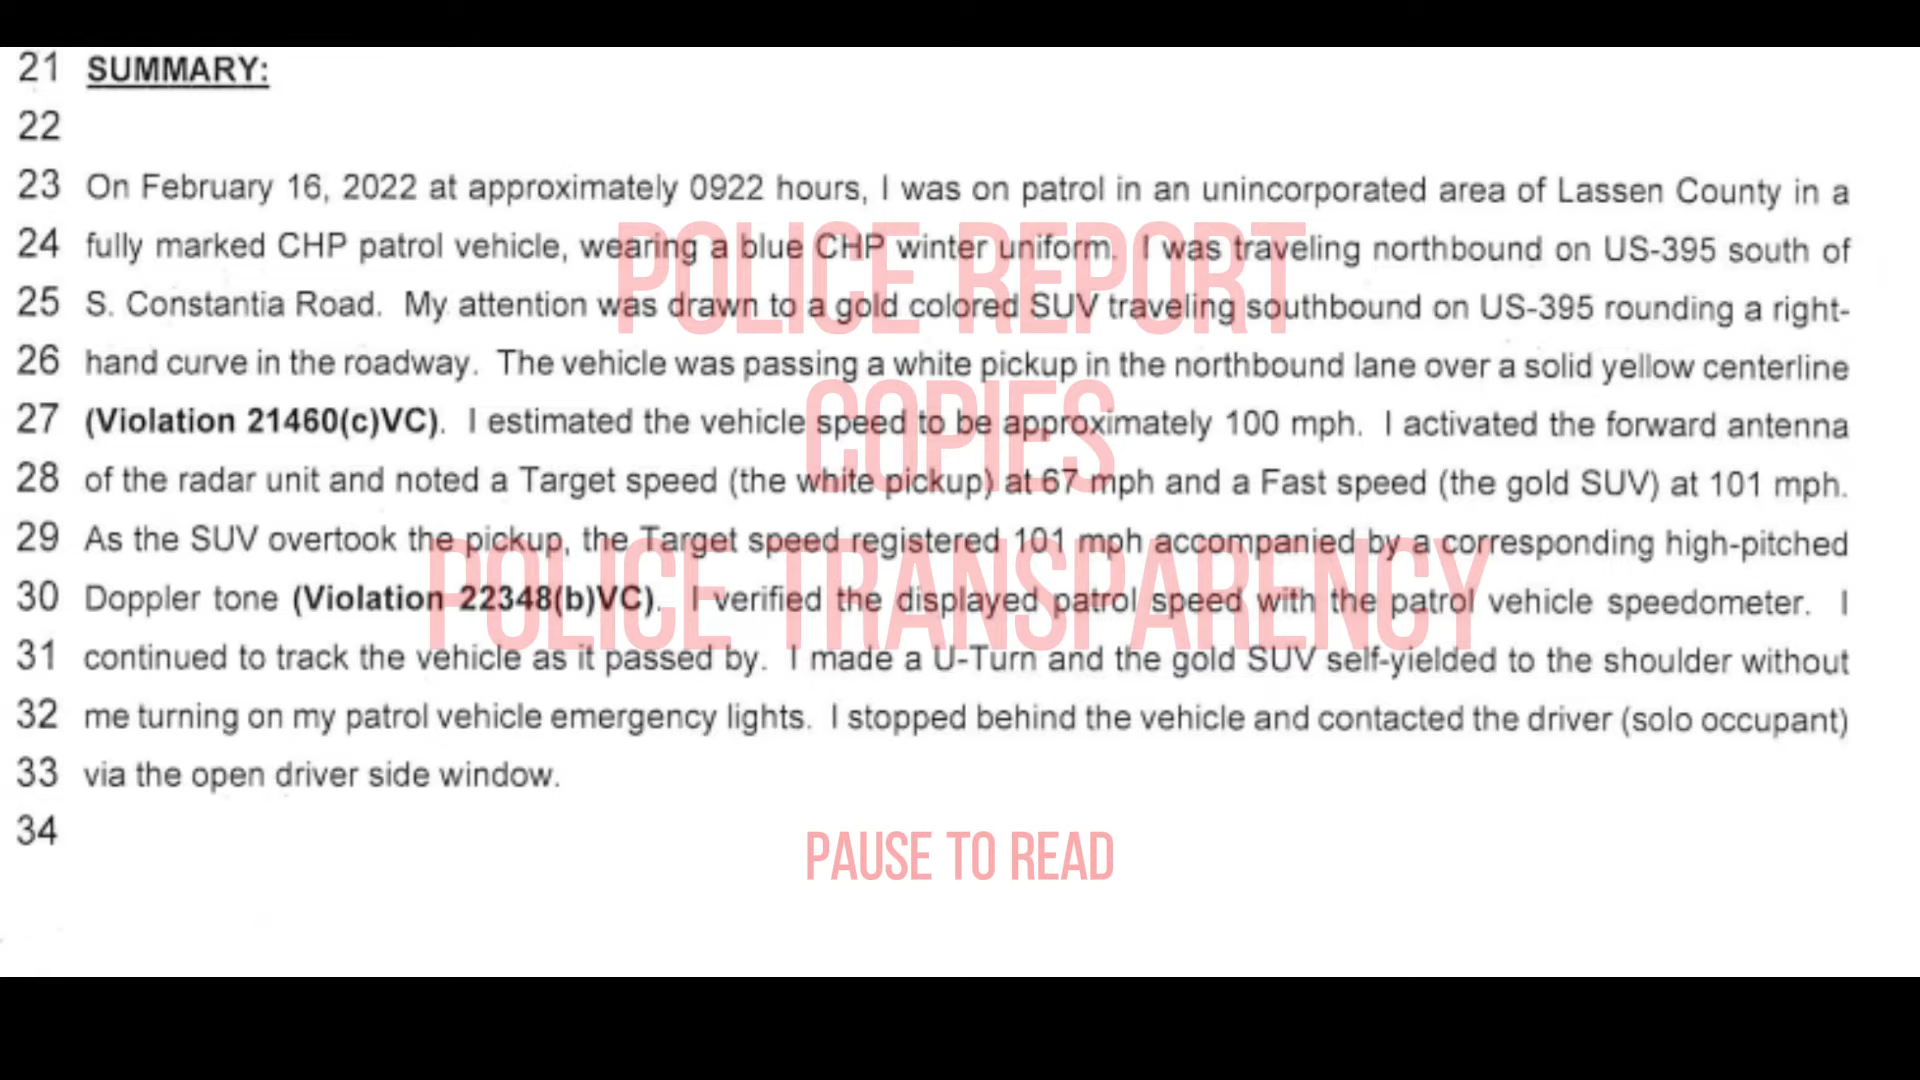 21 SUMMARY:
22
23 On February 16, 2022 at approximately 0922 hours, I was on patrol in an unincorporated area of Lassen County in a
24 fully marked CHP patrol vehicle, wearing a blue CHP winter uniform. I was traveling northbound on US-395 south of
25 S. Constantia Road. My attention was drawn to a gold colored SUV traveling southbound on US-395 rounding a right-
26 hand curve in the roadway. The vehicle was passing a white pickup in the northbound lane over a solid yellow centerline
27 (Violation 21460(c)VC). I estimated the vehicle speed to be approximately 100 mph. I activated the forward antenna
28 of the radar unit and noted a Target speed (the white pickup) at 67 mph and a Fast speed (the gold SUV) at 101 mph.
29 As the SUV overtook the pickup, the Target speed registered 101 mph accompanied by a corresponding high-pitched
30 Doppler tone (Violation 22348(b)VC). I verified the displayed patrol speed with the patrol vehicle speedometer. I
31 continued to track the vehicle as it passed by. I made a U-Turn and the gold SUV self-yielded to the shoulder without
32 me turning on my patrol vehicle emergency lights. I stopped behind the vehicle and contacted the driver (solo occupant)
33 via the open driver side window.
34
POLICE REPORT
COPIES
POLICE TRANSPARENCY
PAUSE TO READ